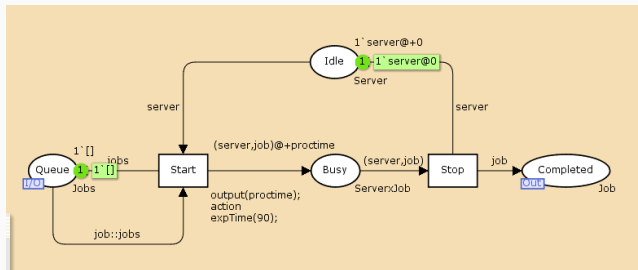 1`server@+0
Idle
1
1`server@0
Server
server
server
1`[]
(server,job)@+proctime
jobs
(server,job)
job
Queue
1
1`[]
Start
Busy
Stop
Completed
I/O
Jobs
output(proctime);
ServerxJob
Out
Job
action
expTime(90);
job::jobs